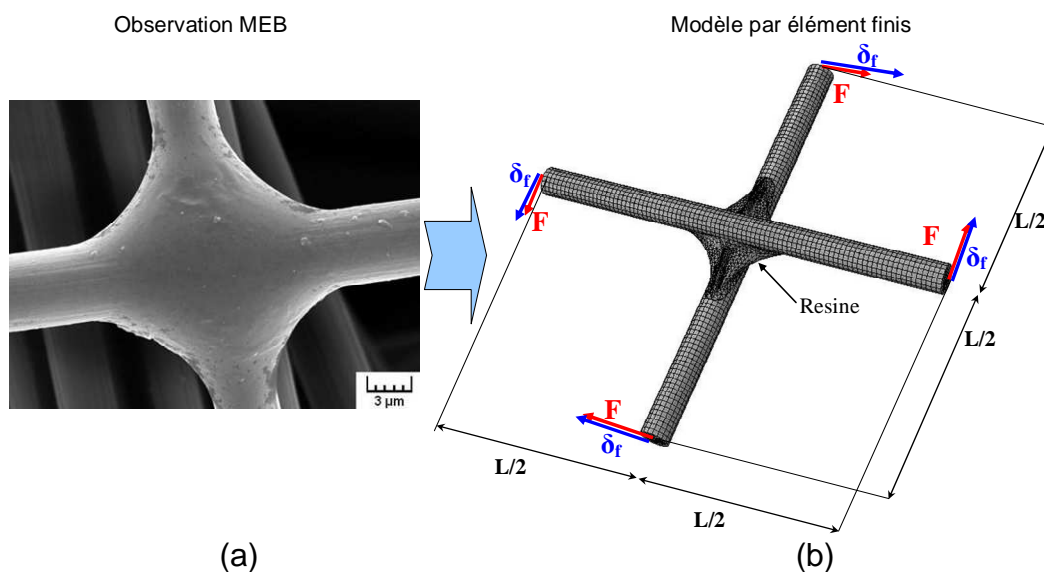 Observation MEB
Modèle par élément finis
δf
F
δf
F
F
δf
L/2
Resine
L/2
3 µm
F
δf
L/2
L/2
(a)
(b)